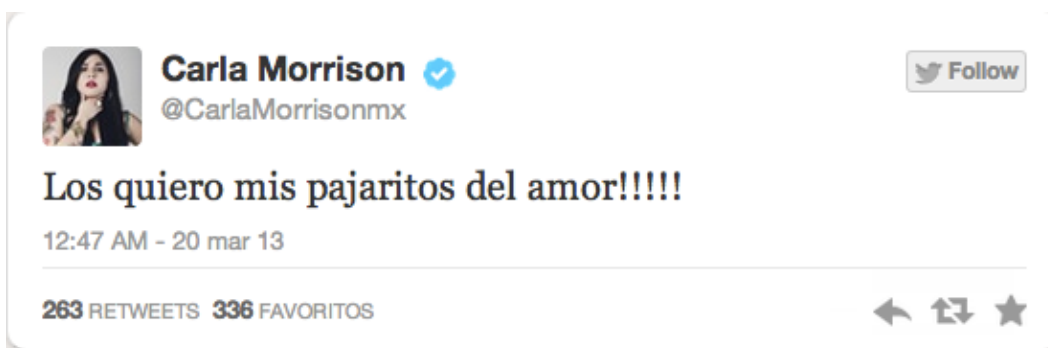 Carla Morrison
@CarlaMorrisonmx
Follow
Los quiero mis pajaritos del amor!!!!!
12:47 AM - 20 mar 13
263 RETWEETS 336 FAVORITOS